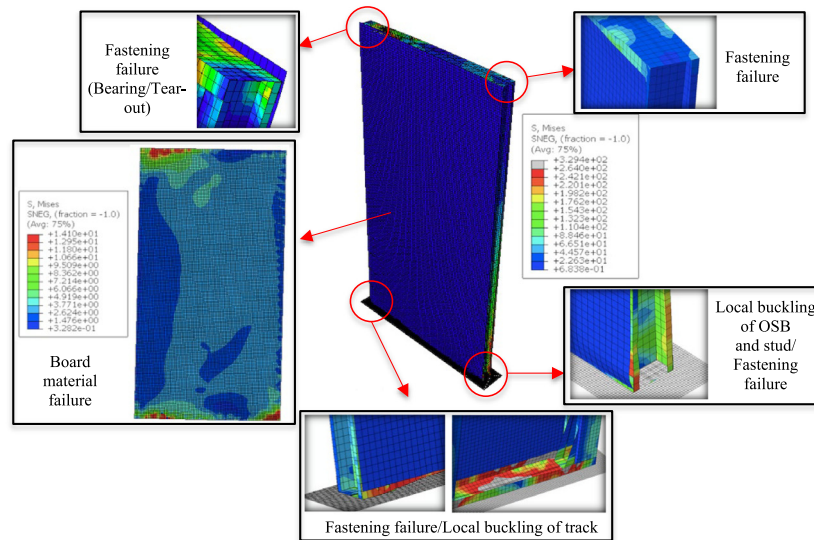 Fastening
failure
(Bearing/Tear-
out)
Fastening
failure
S, Mises
SNEG, (fraction = -1.0)
(Avg: 75%)
+3.294e+02
+2.640e+02
+2.421e+02
+2.201e+02
+1.982e+02
+1.762e+02
+1.543e+02
+1.323e+02
+1.104e+02
+8.846e+01
+6.651e+01
+4.457e+01
+2.263e+01
+6.838e-01
S, Mises
SNEG, (fraction = -1.0)
(Avg: 75%)
+1.410e+01
+1.295e+01
+1.180e+01
+1.066e+01
+9.509e+00
+8.362e+00
+7.214e+00
+6.066e+00
+4.919e+00
+3.771e+00
+2.624e+00
+1.476e+00
+3.282e-01
Board
material
failure
Local buckling
of OSB
and stud/
Fastening
failure
Fastening failure/Local buckling of track